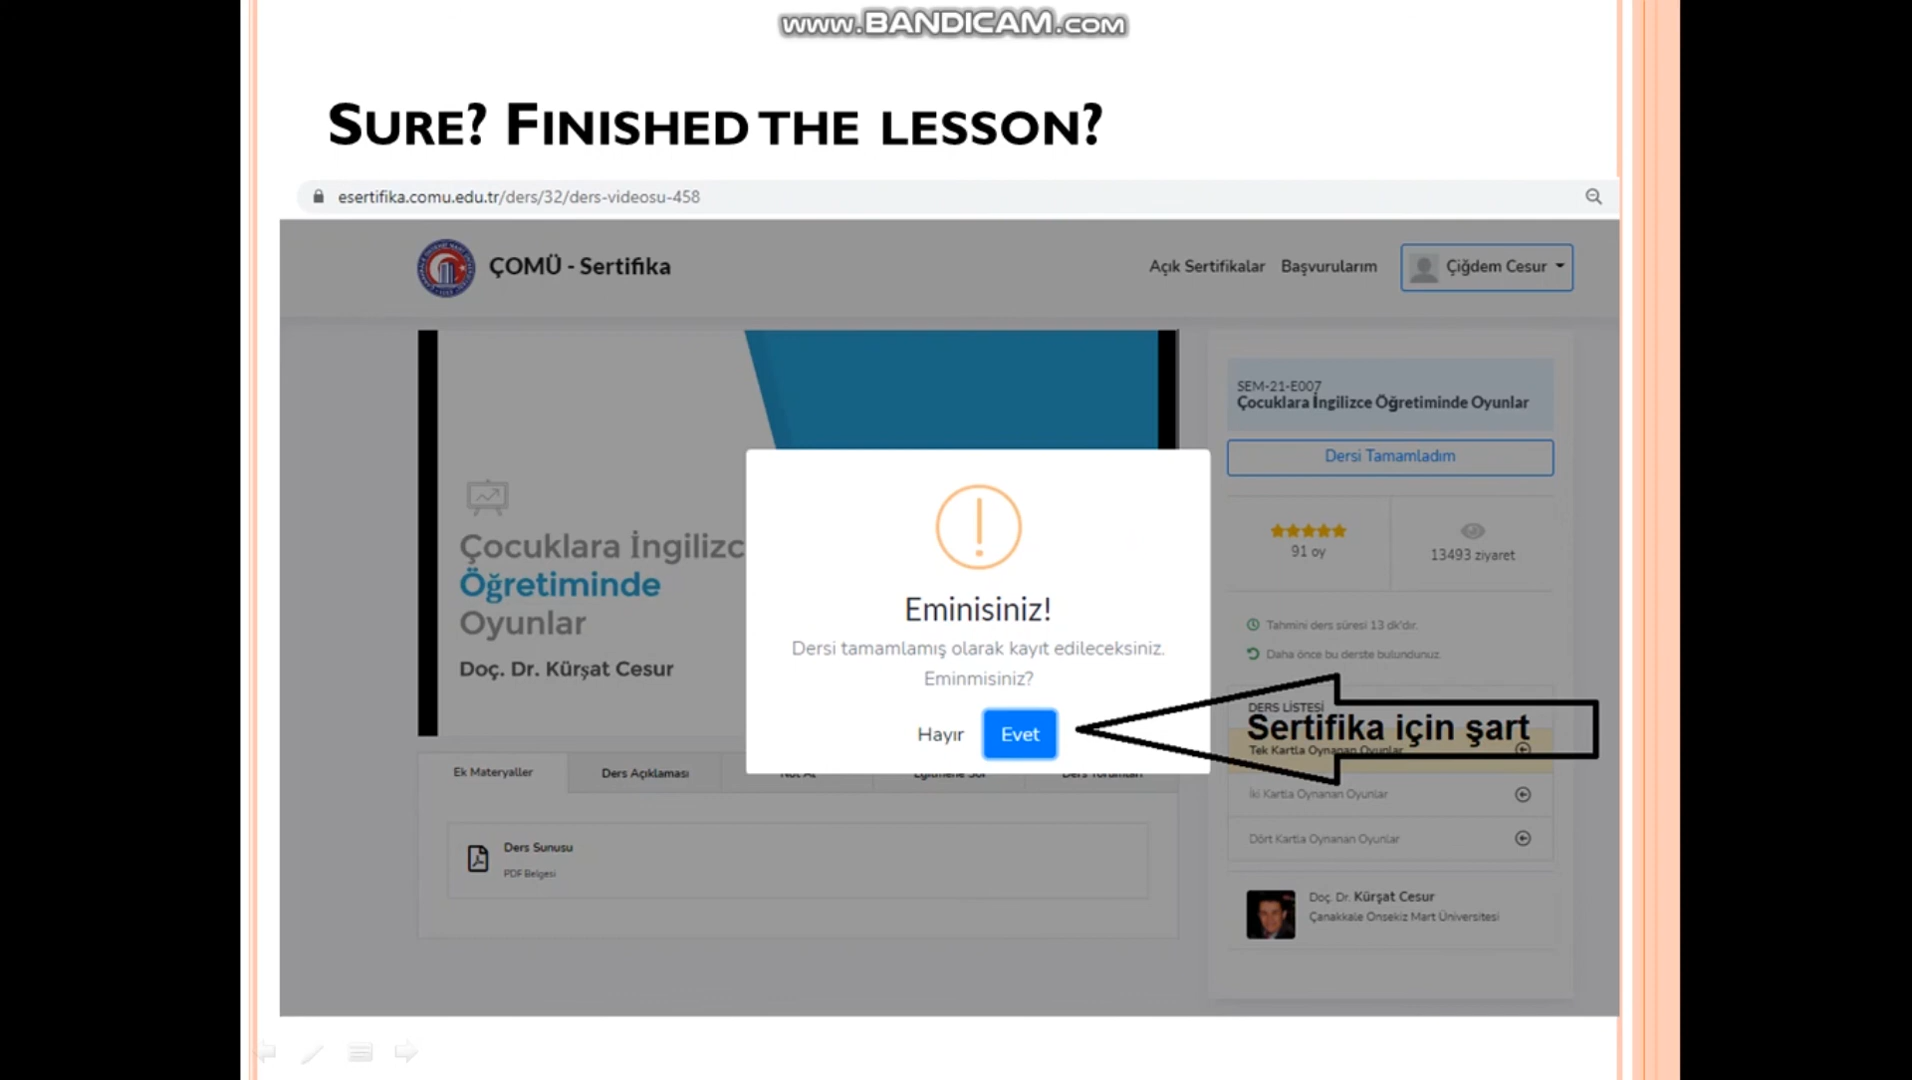 www.BANDICAM.com
SURE? FINISHED THE LESSON?
esertifika.comu.edu.tr/ders/32/ders-videosu-458
ÇOMÜ - Sertifika
Açık Sertifikalar
Başvurularım
Çiğdem Cesur
Çocuklara İngilizc
Öğretiminde
Oyunlar
Doç. Dr. Kürşat Cesur
Eminisiniz!
Dersi tamamlamış olarak kayıt edileceksiniz.
Eminmisiniz?
Hayır
Evet
SEM-21-E007
Çocuklara İngilizce Öğretiminde Oyunlar
Dersi Tamamladım
91 oy
13493 ziyaret
Tahmini ders süresi 13 dk'dır.
Daha önce bu derste bulundunuz.
DERS LİSTESİ
Sertifika için şart
Tek Kartla Oynanan Oyunlar
İki Kartla Oynanan Oyunlar
Dört Kartla Oynanan Oyunlar
Doç. Dr. Kürşat Cesur
Çanakkale Onsekiz Mart Üniversitesi
Ek Materyaller
Ders Açıklaması
Ders Sunusu
PDF Belgesi